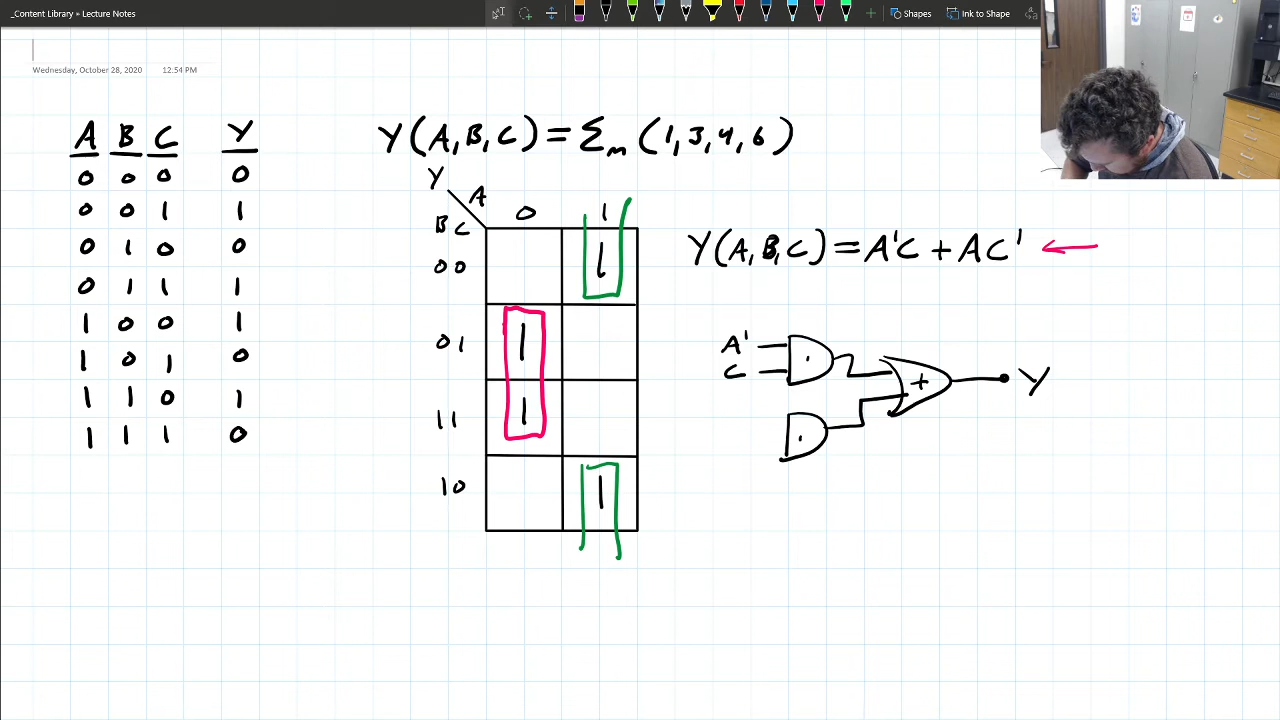 _Content Library » Lecture Notes
Shapes
Ink to Shape
Wednesday, October 28, 2020 12:54 PM
A B C Y
0 0 0 0
0 0 1 1
0 1 0 0
0 1 1 1
1 0 0 1
1 0 1 0
1 1 0 1
1 1 1 0
Y(A,B,C) = Σm (1,3,4,6)
Y
A
BC
0 1
00 1
01 1
11 1
10 1
Y(A,B,C) = A'C + AC'
A'
C
·
+
Y
·